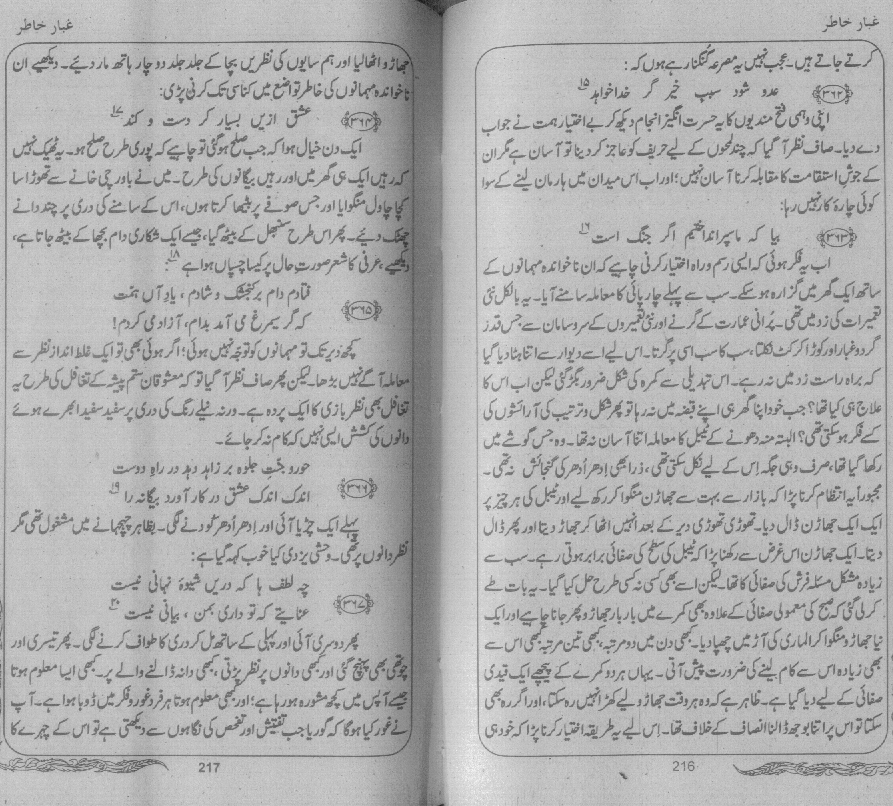 غبار خاطر
کرتے جاتے ہیں۔ عجب نہیں یہ مصرعہ گنگنا رہے ہوں کہ:
﴿۳۶۲﴾ عدو شود سبب خیر گر خدا خواہد ۱۵
اپنی وہمی فتح مندیوں کا یہ حسرت انگیز انجام دیکھ کر بے اختیار ہمت نے جواب
دے دیا۔ صاف نظر آ گیا کہ چند لمحوں کے لیے حریف کو عاجز کر دینا تو آسان ہے مگر ان
کے جوشِ استقامت کا مقابلہ کرنا آسان نہیں؛ اور اب اس میدان میں ہار مان لینے کے سوا
کوئی چارۂ کار نہیں رہا:
﴿۳۶۳﴾ بیا کہ ما سپر انداختیم اگر جنگ است ۱۶
اب یہ فکر ہوئی کہ ایسی رسم و راہ اختیار کرنی چاہیے کہ ان ناخواندہ مہمانوں کے
ساتھ ایک گھر میں گزارہ ہو سکے۔ سب سے پہلے چارپائی کا معاملہ سامنے آیا۔ یہ بالکل نئی
تعمیرات کی زد میں تھی۔ پُرانی عمارت کے گرنے اور نئی تعمیروں کے سر و سامان سے جس قدر
گرد و غبار اور کوڑا کرکٹ نکلتا، سب کا سب اسی پر گرتا۔ اس لیے اسے دیوار سے اتنا ہٹا دیا گیا
کہ براہ راست زد میں نہ رہے۔ اس تبدیلی سے کمرہ کی شکل ضرور بگڑ گئی لیکن اب اس کا
علاج ہی کیا تھا؟ جب خود اپنا گھر ہی اپنے قبضہ میں نہ رہا تو پھر شکل و ترتیب کی آرائشوں کی
کسے فکر ہو سکتی تھی؟ البتہ منہ دھونے کے ٹیبل کا معاملہ اتنا آسان نہ تھا۔ وہ جس گوشے میں
رکھا گیا تھا، صرف وہی جگہ اِس کے لیے نکل سکتی تھی، ذرا بھی اِدھر اُدھر کی گنجائش نہ تھی۔
مجبوراً یہ انتظام کرنا پڑا کہ بازار سے بہت سے جھاڑن منگوا کر رکھ لیے اور ٹیبل کی ہر چیز پر
ایک ایک جھاڑن ڈال دیا۔ تھوڑی تھوڑی دیر کے بعد انہیں اٹھا کر جھاڑ دیتا اور پھر ڈال
دیتا۔ ایک جھاڑن اس غرض سے رکھنا پڑا کہ ٹیبل کی سطح کی صفائی برابر ہوتی رہے۔ سب سے
زیادہ مشکل مسئلہ فرش کی صفائی کا تھا۔ لیکن اسے بھی کسی نہ کسی طرح حل کیا گیا۔ یہ بات طے
کر لی گئی کہ صبح کی معمولی صفائی کے علاوہ بھی کمرے میں بار بار جھاڑو پھر جانا چاہیے اور ایک
نیا جھاڑو منگوا کر الماری کی آڑ میں چھپا دیا۔ کبھی دن میں دو مرتبہ، کبھی تین مرتبہ کبھی اس سے
بھی زیادہ اس سے کام لینے کی ضرورت پیش آتی۔ یہاں ہر دو کمرے کے پیچھے ایک قیدی
صفائی کے لیے دیا گیا ہے۔ ظاہر ہے کہ وہ ہر وقت جھاڑو لیے کھڑا نہیں رہ سکتا، اور اگر رہ بھی
سکتا تو اس پر اتنا بوجھ ڈالنا انصاف کے خلاف تھا۔ اِس لیے یہ طریقہ اختیار کرنا پڑا کہ خود ہی
216
غبار خاطر
جھاڑو اٹھا لیا اور ہم سایوں کی نظریں بچا کے جلد جلد دو چار ہاتھ مار دیئے۔ دیکھیے ان
ناخواندہ مہمانوں کی خاطر تواضع میں کناسی تک کرنی پڑی:
﴿۳۶۴﴾ عشق ازیں بسیار کر دست و کند ۱۷
ایک دن خیال ہوا کہ جب صلح ہو گئی تو چاہیے کہ پوری طرح صلح ہو۔ یہ ٹھیک نہیں
کہ رہیں ایک ہی گھر میں اور رہیں بیگانوں کی طرح۔ میں نے باورچی خانے سے تھوڑا سا
کچا چاول منگوایا اور جس صوفے پر بیٹھا کرتا ہوں، اس کے سامنے کی دری پر چند دانے
چھٹک دیئے۔ پھر اس طرح سنبھل کے بیٹھ گیا، جیسے ایک شکاری دام بچھا کے بیٹھ جاتا ہے،
دیکھیے عرفی کا شعر صورتِ حال پر کیسا چسپاں ہوا ہے ۱۸:
فتادم دام بر کنجشک و شادم، یادِ آں ہمت
﴿۳۶۵﴾ کہ گر سیمرغ می آمد بدام، آزاد می کردم!
کچھ دیر تک تو مہمانوں کو توجہ نہیں ہوئی؛ اگر ہوئی بھی تو ایک غلط انداز نظر سے
معاملہ آگے نہیں بڑھا۔ لیکن پھر صاف نظر آ گیا تو کہ معشوقان ستم پیشہ کے تغافل کی طرح یہ
تغافل بھی نظر بازی کا ایک پردہ ہے۔ ورنہ نیلے رنگ کی دری پر سفید سفید ابھرے ہوئے
دانوں کی کشش ایسی نہیں کہ کام نہ کر جائے۔
حور و جنّت جلوہ بر زاہد دہد در راہِ دوست
﴿۳۶۶﴾ اندک اندک عشق در کار آورد بیگانہ را ۱۹
پہلے ایک چڑیا آئی اور اِدھر اُدھر کودنے لگی۔ بظاہر چہچہانے میں مشغول تھی مگر
نظر دانوں پر تھی۔ وحشی یزدی کیا خوب کہہ گیا ہے:
چہ لطف ہا کہ دریں شیوۂ نہانی نیست
﴿۳۶۷﴾ عنایتے کہ تو داری بمن، بیانی نیست ۲۰
پھر دوسری آئی اور پہلی کے ساتھ مل کر دری کا طواف کرنے لگی۔ پھر تیسری اور
چوتھی بھی پہنچ گئی اور کبھی دانوں پر نظر پڑتی، کبھی دانہ ڈالنے والے پر۔ کبھی ایسا معلوم ہوتا
جیسے آپس میں کچھ مشورہ ہو رہا ہے؛ اور کبھی معلوم ہوتا ہر فرد غور و فکر میں ڈوبا ہوا ہے۔ آپ
نے غور کیا ہوگا کہ گوریا جب تفتیش اور تفحص کی نگاہوں سے دیکھتی ہے تو اس کے چہرے کا
217